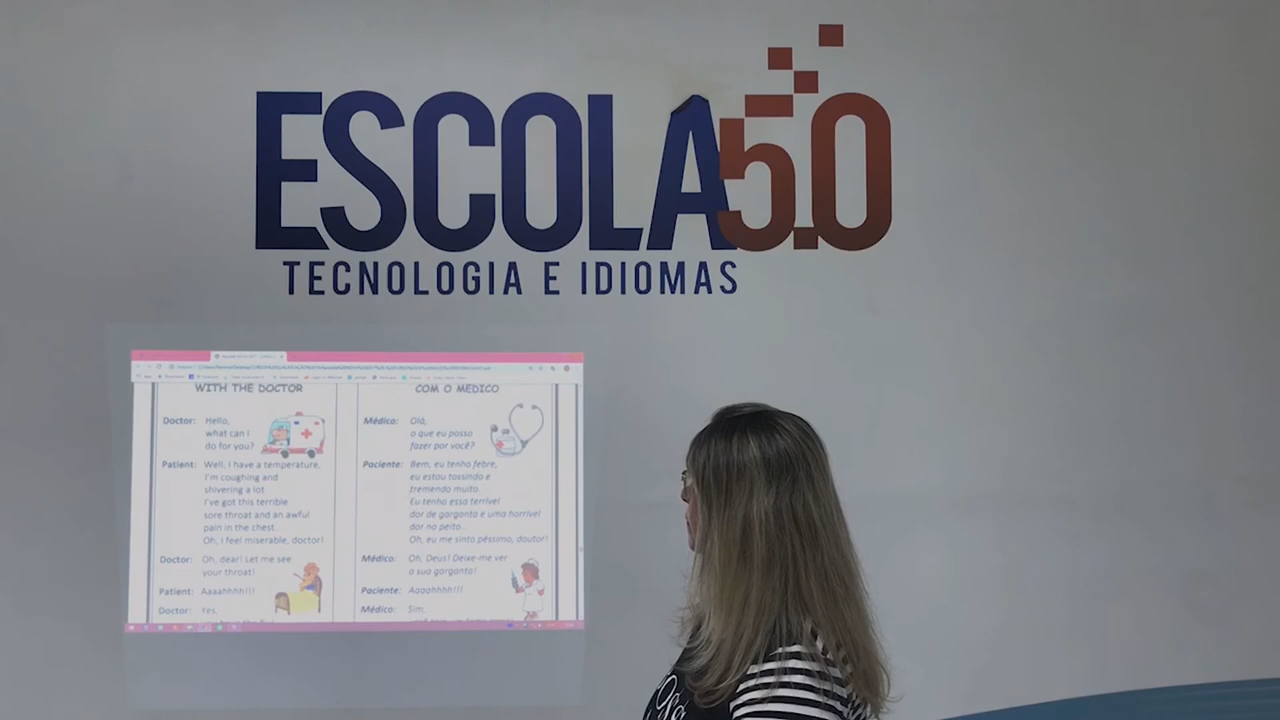 ESCOLA5.0
TECNOLOGIA E IDIOMAS
WITH THE DOCTOR
Doctor: Hello,
what can I
do for you?
Patient: Well, I have a temperature,
I'm coughing and
shivering a lot
I've got this terrible
sore throat and an awful
pain in the chest...
Oh, I feel miserable, doctor!
Doctor: Oh, dear! Let me see
your throat!
Patient: Aaaahhhh!!!
Doctor: Yes,
COM O MÉDICO
Médico: Olá,
o que eu posso
fazer por você?
Paciente: Bem, eu tenho febre,
eu estou tossindo e
tremendo muito.
Eu tenho essa terrível
dor de garganta e uma horrível
dor no peito...
Oh, eu me sinto péssimo, doutor!
Médico: Oh, Deus! Deixe-me ver
a sua garganta!
Paciente: Aaaahhhh!!!
Médico: Sim,